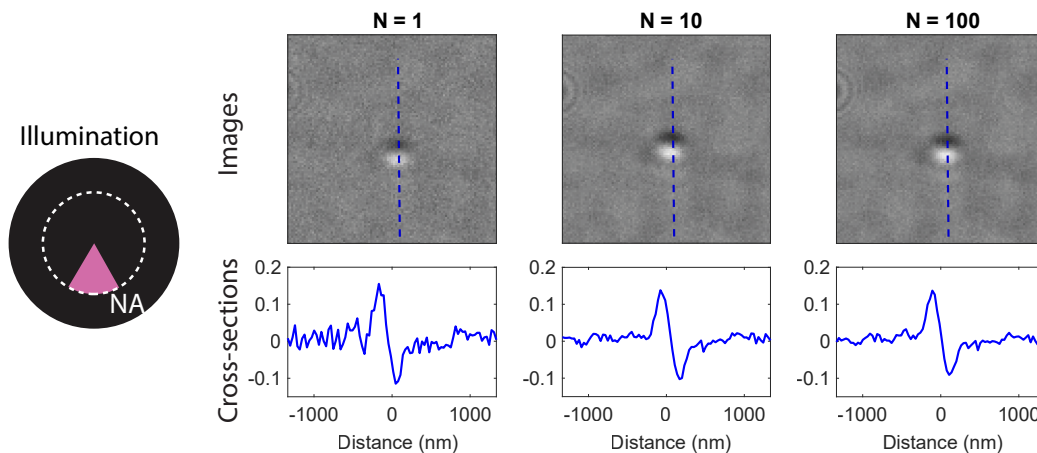 N = 1
N = 10
N = 100
Illumination
NA
Images
Cross-sections
0.2
0.1
0
-0.1
-1000
0
1000
Distance (nm)
0.2
0.1
0
-0.1
-1000
0
1000
Distance (nm)
0.2
0.1
0
-0.1
-1000
0
1000
Distance (nm)